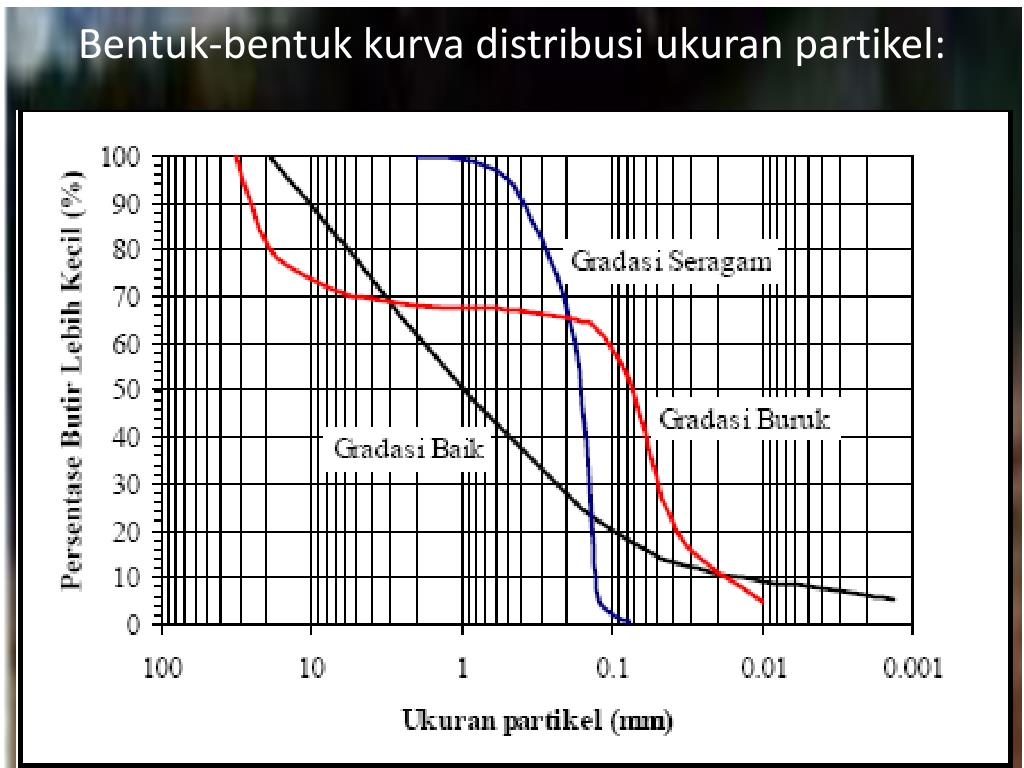 Bentuk-bentuk kurva distribusi ukuran partikel:
Persentase Butir Lebih Kecil (%)
100
90
80
70
60
50
40
30
20
10
0
Gradasi Seragam
Gradasi Buruk
Gradasi Baik
100 10 1 0.1 0.01 0.001
Ukuran partikel (mm)